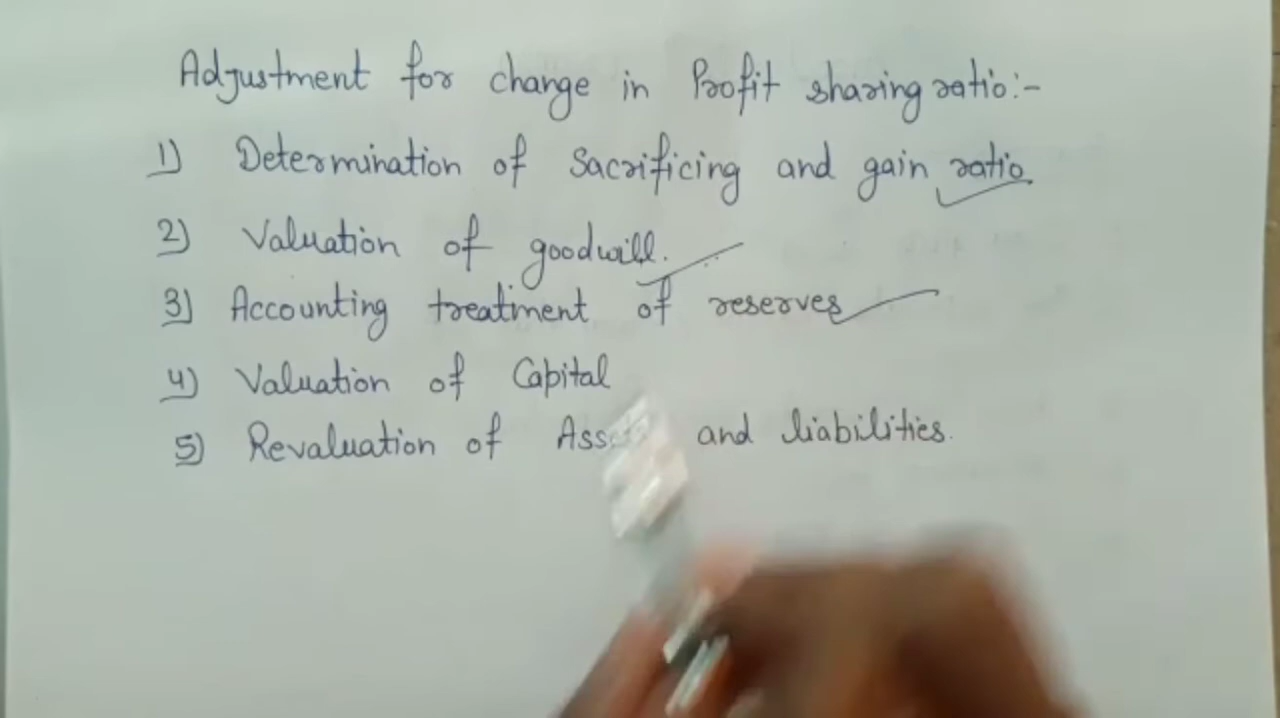 Adjustment for change in Profit sharing ratio:-
1) Determination of Sacrificing and gain ratio
2) Valuation of goodwill.
3) Accounting treatment of reserves
4) Valuation of Capital
5) Revaluation of Assets and liabilities.